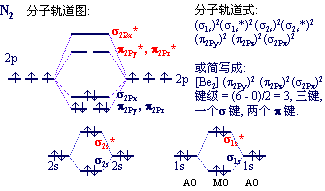 N₂ 分子轨道图:
分子轨道式:
σ2Px*
(σ1ₛ)²(σ1ₛ*)²(σ2ₛ)²(σ2ₛ*)²
(π2Py)² (π2Pz)²(σ2Px)²
π2Py*, π2Pz*
2p
2p
或简写成:
[Be₂] (π2Py)² (π2Pz)²(σ2Px)²
σ2Px
π2Py, π2Pz
键级 = (6 - 0)/2 = 3, 三键,
一个σ 键, 两个 π 键.
σ2s*
σ1s*
2s
σ2s
2s
1s
σ1s
1s
AO
MO
AO